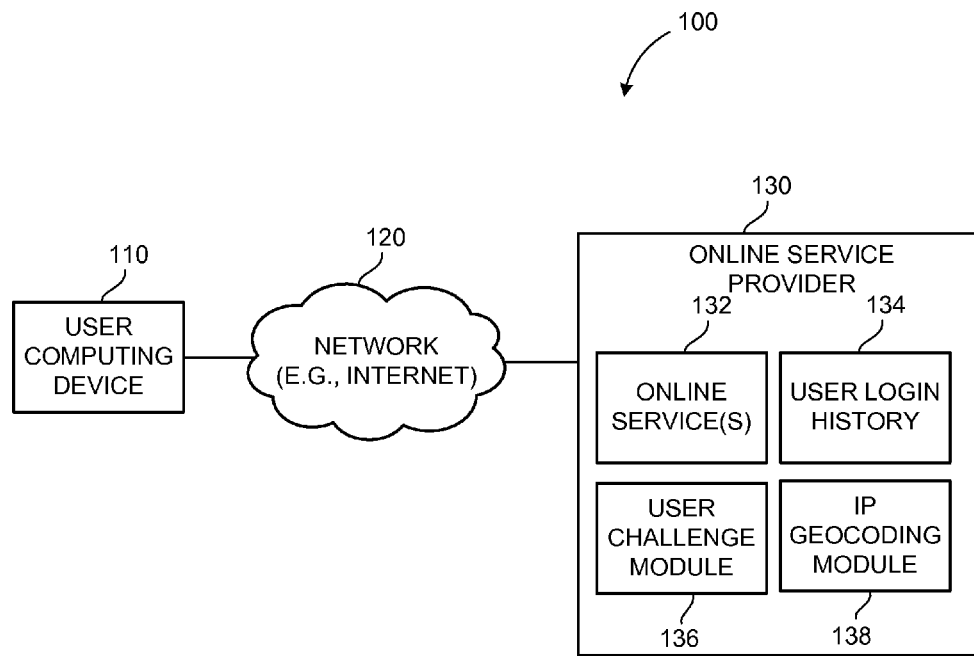 100
130
ONLINE SERVICE
PROVIDER
110
USER
COMPUTING
DEVICE
120
NETWORK
(E.G., INTERNET)
132
ONLINE
SERVICE(S)
134
USER LOGIN
HISTORY
USER
CHALLENGE
MODULE
136
IP
GEOCODING
MODULE
138